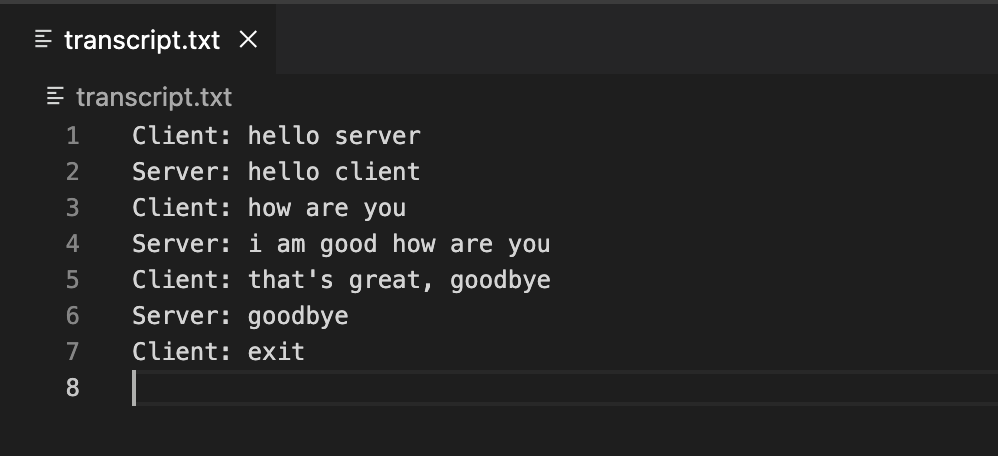 transcript.txt
transcript.txt
1 Client: hello server
2 Server: hello client
3 Client: how are you
4 Server: i am good how are you
5 Client: that's great, goodbye
6 Server: goodbye
7 Client: exit
8